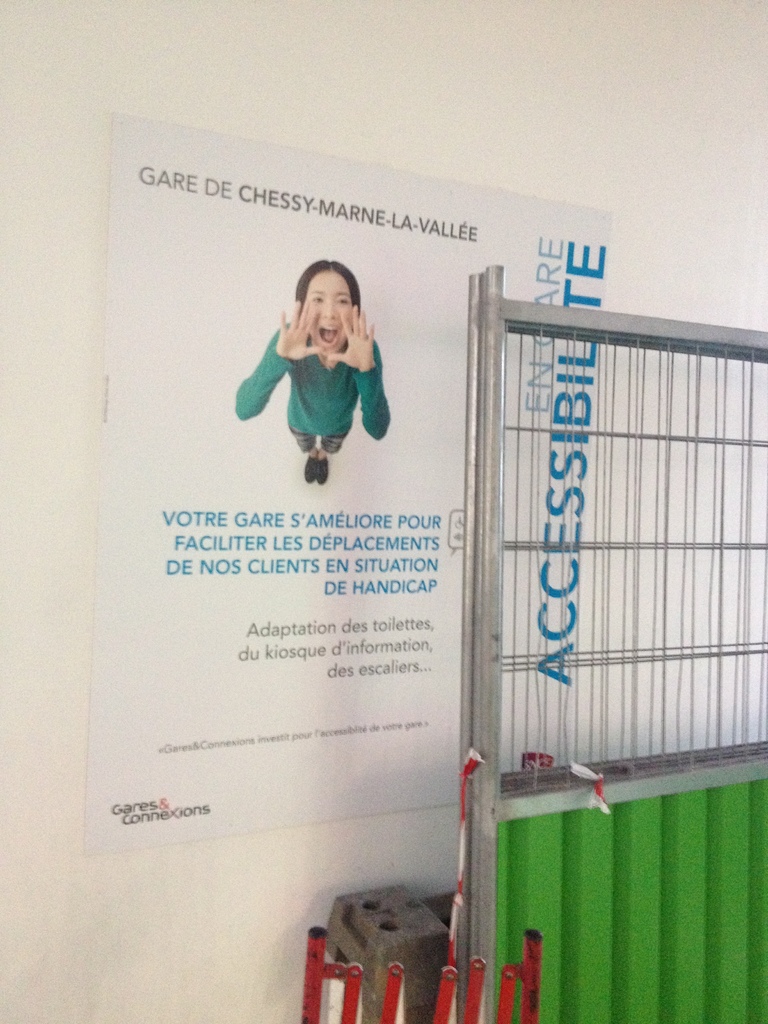 GARE DE CHESSY-MARNE-LA-VALLÉE
EN GARE
ACCESSIBILITÉ
VOTRE GARE S'AMÉLIORE POUR
FACILITER LES DÉPLACEMENTS
DE NOS CLIENTS EN SITUATION
DE HANDICAP
Adaptation des toilettes,
du kiosque d'information,
des escaliers...
«Gares&Connexions investit pour l'accessibilité de votre gare.»
Gares&
Connexions
SNCF